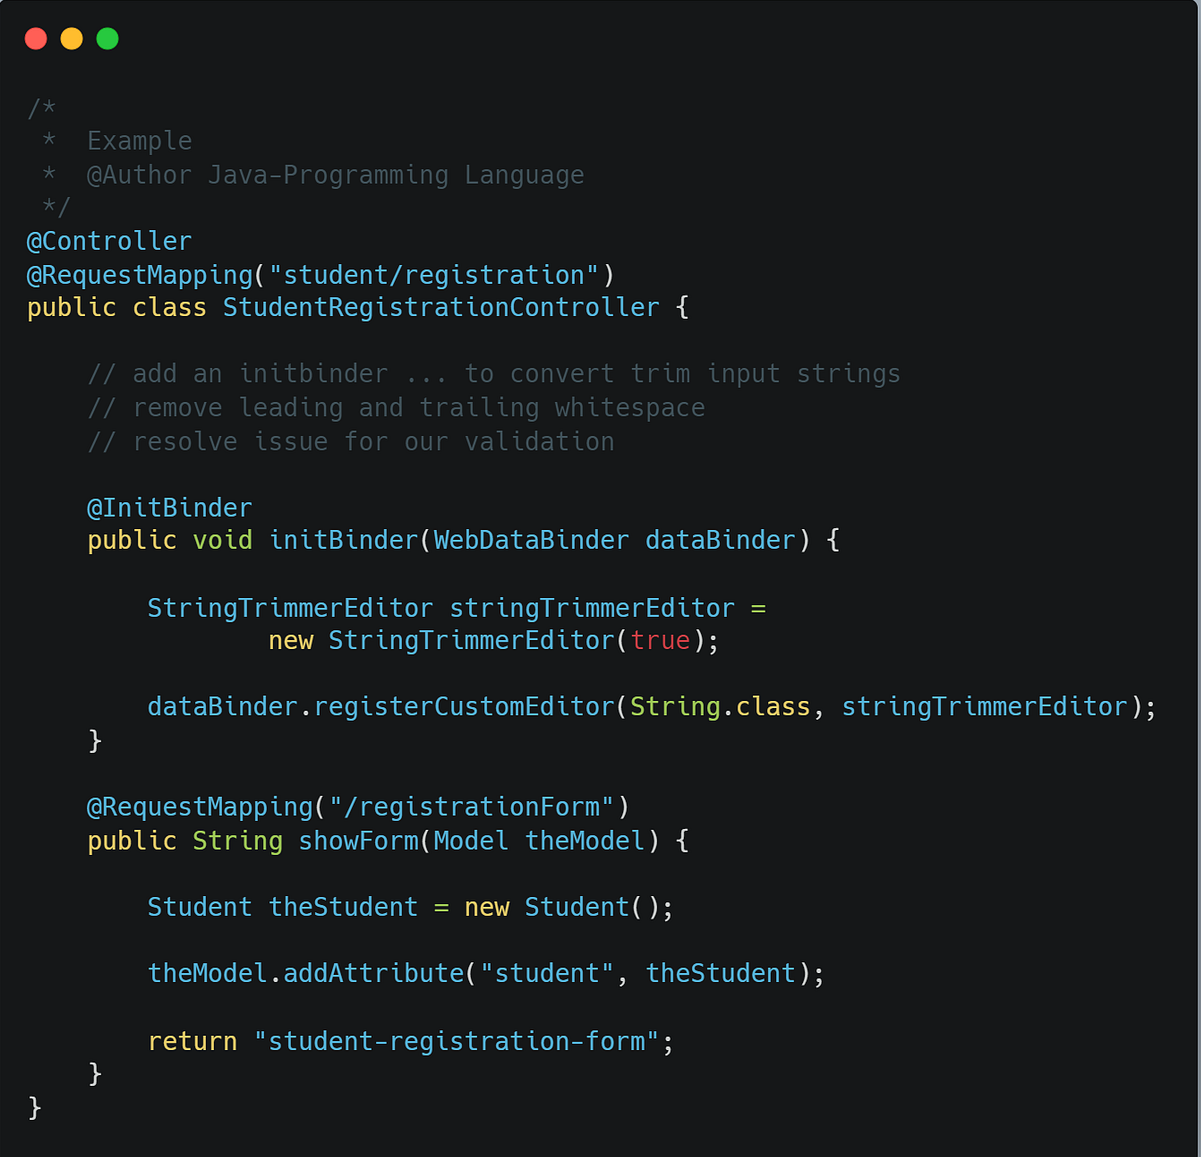 /*
 *  Example
 *  @Author Java-Programming Language
 */
@Controller
@RequestMapping("student/registration")
public class StudentRegistrationController {

    // add an initbinder ... to convert trim input strings
    // remove leading and trailing whitespace
    // resolve issue for our validation

    @InitBinder
    public void initBinder(WebDataBinder dataBinder) {

        StringTrimmerEditor stringTrimmerEditor =
                new StringTrimmerEditor(true);

        dataBinder.registerCustomEditor(String.class, stringTrimmerEditor);
    }

    @RequestMapping("/registrationForm")
    public String showForm(Model theModel) {

        Student theStudent = new Student();

        theModel.addAttribute("student", theStudent);

        return "student-registration-form";
    }
}